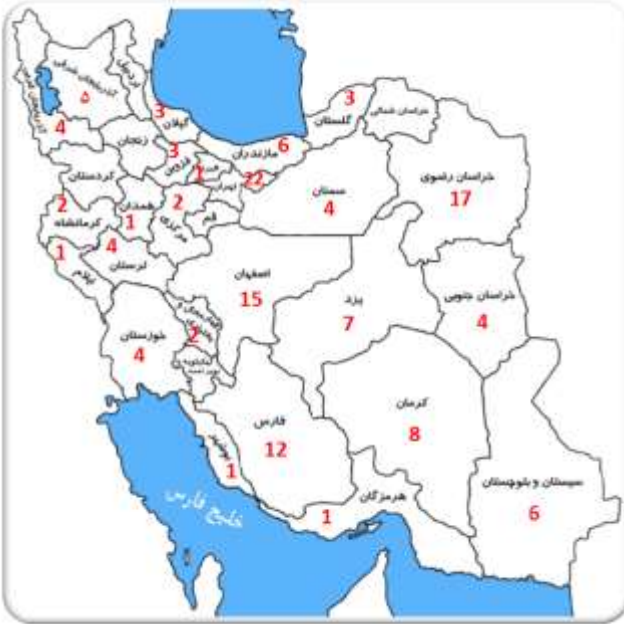 آذربایجان شرقی
۵
اردبیل
آذربایجان غربی
4
3
گیلان
3
گلستان
خراسان شمالی
زنجان
3
قزوین
مازندران
6
1
تهران
22
سمنان
4
خراسان رضوی
17
کردستان
2
کرمانشاه
همدان
1
2
مرکزی
قم
1
ایلام
4
لرستان
اصفهان
15
یزد
7
خراسان جنوبی
4
خوزستان
4
2
فارس
12
کرمان
8
بوشهر
1
هرمزگان
1
سیستان و بلوچستان
6
خلیج فارس